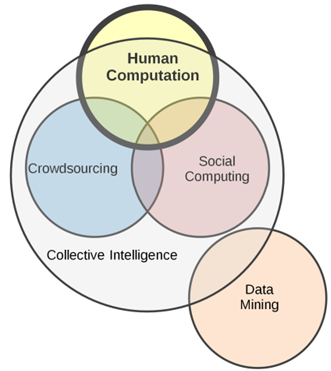 Human
Computation
Crowdsourcing
Social
Computing
Collective Intelligence
Data
Mining